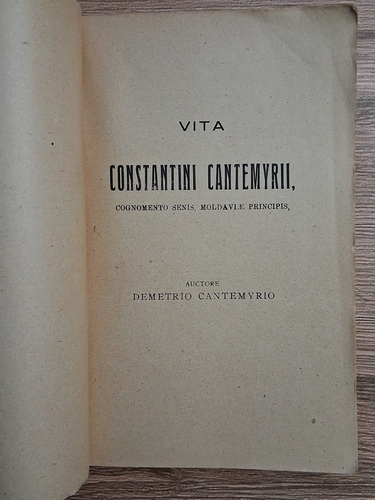 VITA
CONSTANTINI CANTEMYRII,
COGNOMENTO SENIS, MOLDAVIÆ PRINCIPIS,
AUCTORE
DEMETRIO CANTEMYRIO